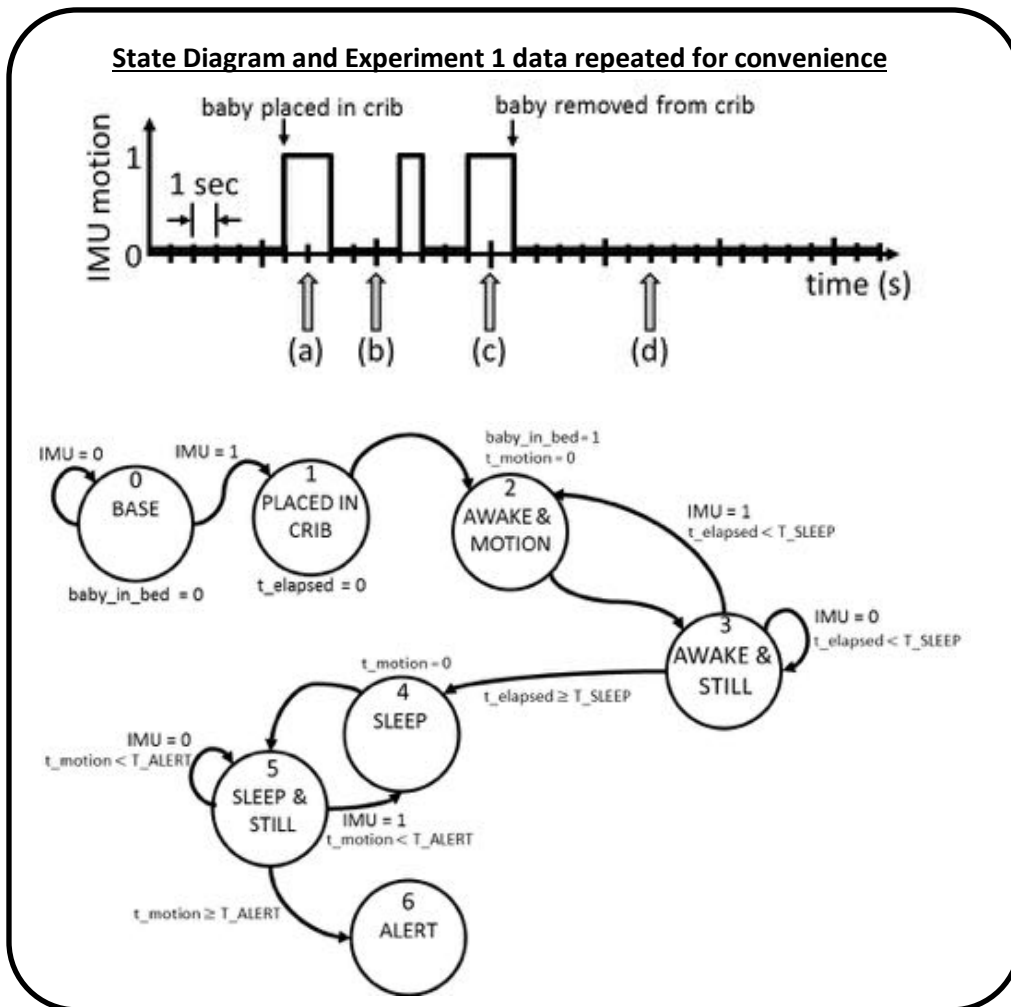 State Diagram and Experiment 1 data repeated for convenience
baby placed in crib
baby removed from crib
IMU motion
1
1 sec
0
time (s)
(a)
(b)
(c)
(d)
IMU = 0
IMU = 1
0
BASE
baby_in_bed = 0
1
PLACED IN
CRIB
t_elapsed = 0
baby_in_bed = 1
t_motion = 0
2
AWAKE &
MOTION
IMU = 1
t_elapsed < T_SLEEP
3
AWAKE &
STILL
IMU = 0
t_elapsed < T_SLEEP
t_elapsed ≥ T_SLEEP
t_motion = 0
4
SLEEP
IMU = 0
t_motion < T_ALERT
5
SLEEP &
STILL
IMU = 1
t_motion < T_ALERT
t_motion ≥ T_ALERT
6
ALERT